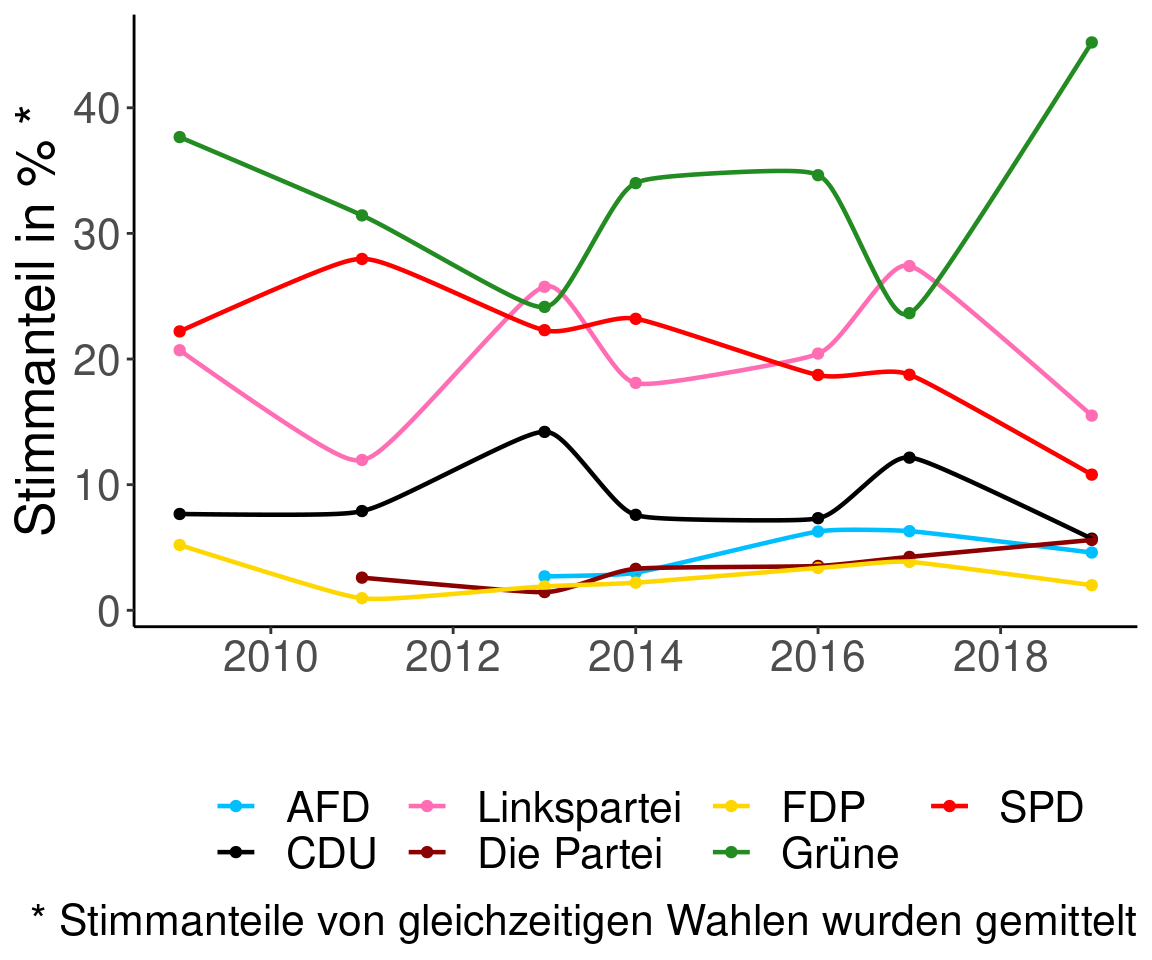 Stimmanteil in % *
40
30
20
10
0
2010 2012 2014 2016 2018
AFD Linkspartei FDP SPD
CDU Die Partei Grüne
* Stimmanteile von gleichzeitigen Wahlen wurden gemittelt